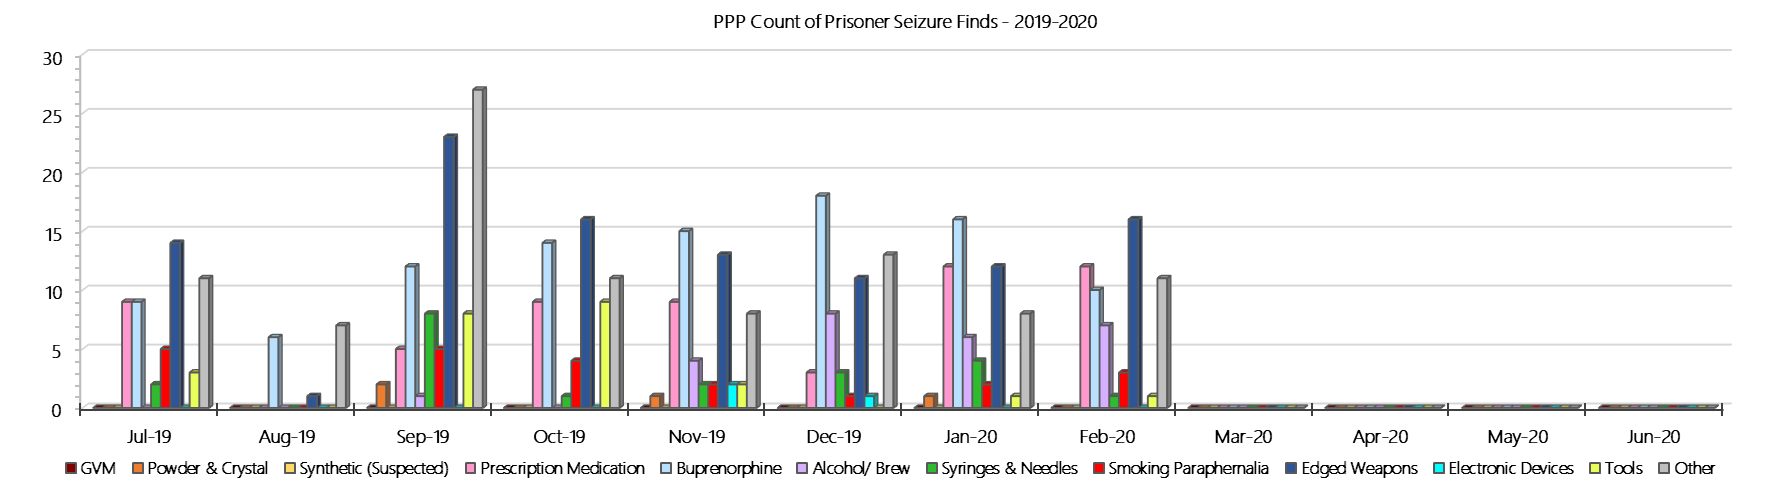 PPP Count of Prisoner Seizure Finds - 2019-2020
30
25
20
15
10
5
0
Jul-19 Aug-19 Sep-19 Oct-19 Nov-19 Dec-19 Jan-20 Feb-20 Mar-20 Apr-20 May-20 Jun-20
GVM Powder & Crystal Synthetic (Suspected) Prescription Medication Buprenorphine Alcohol/ Brew Syringes & Needles Smoking Paraphernalia Edged Weapons Electronic Devices Tools Other